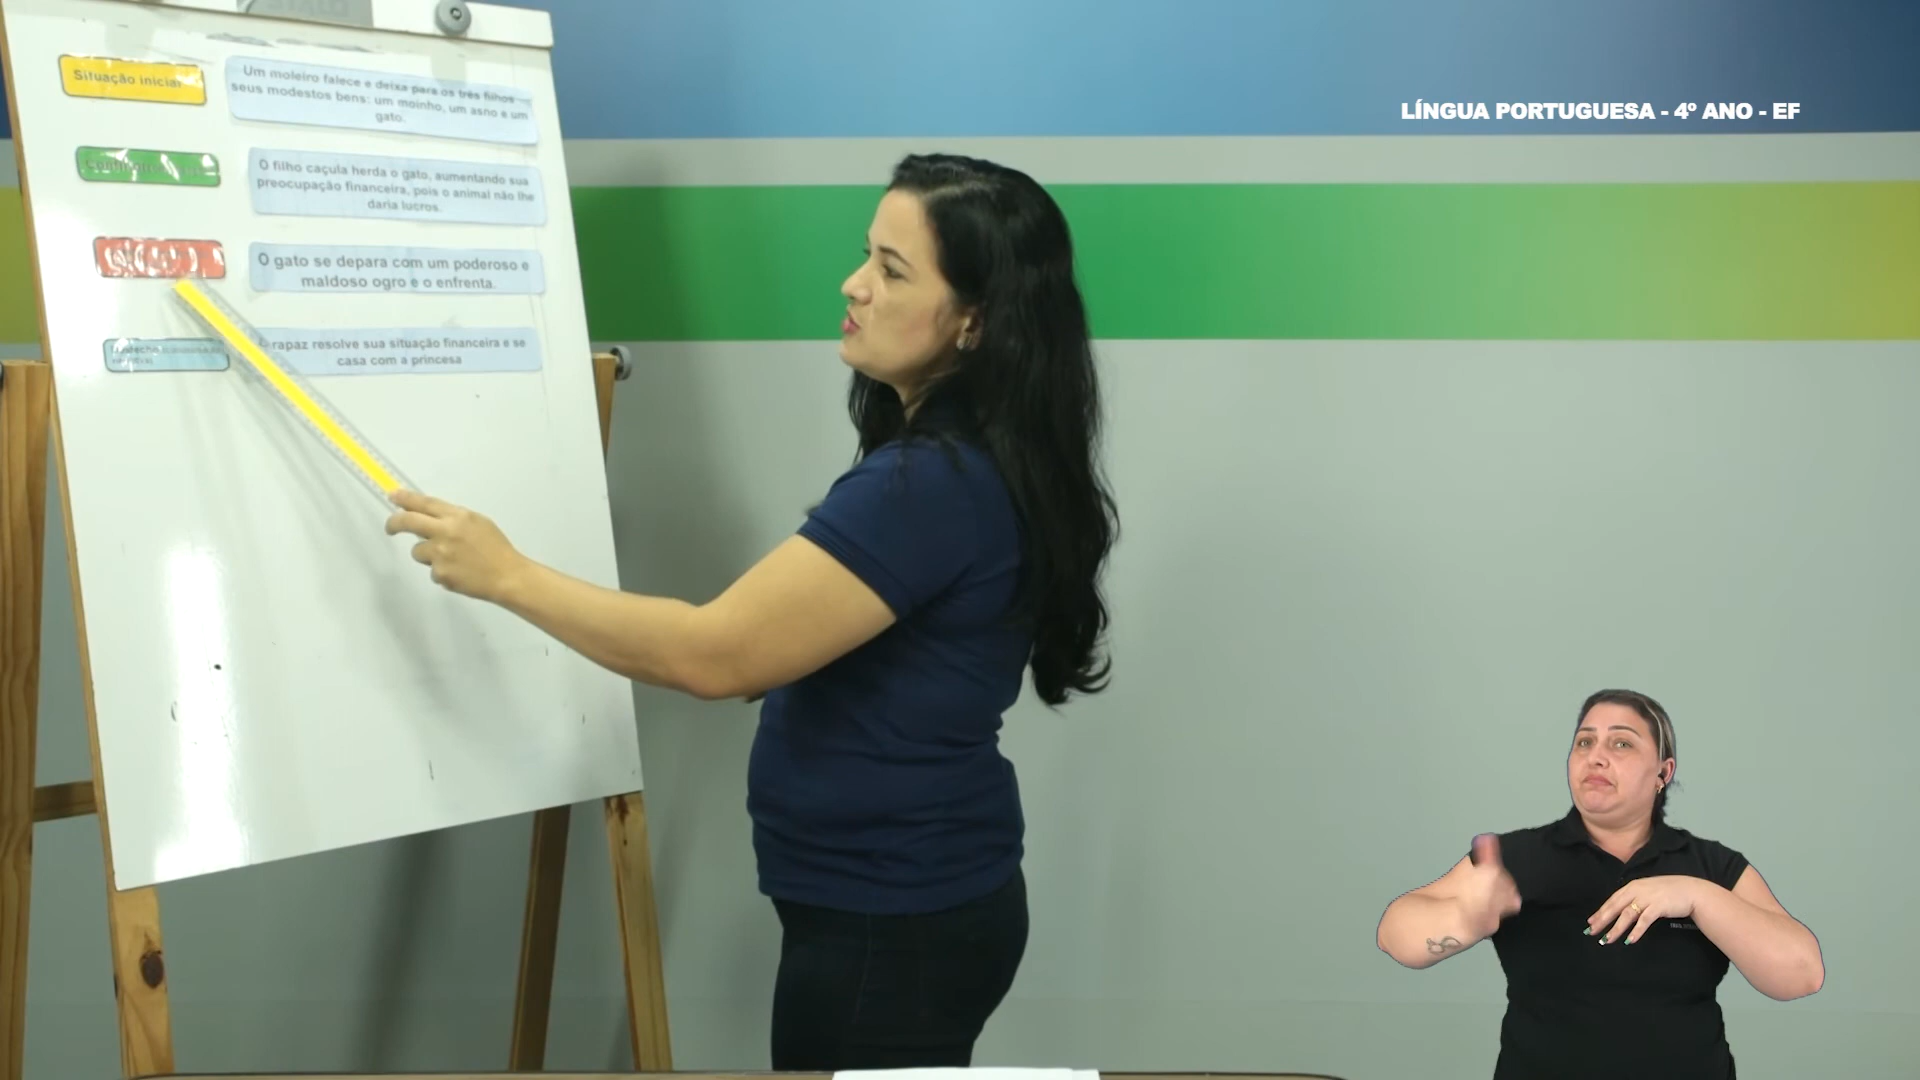 STALO
LÍNGUA PORTUGUESA - 4º ANO - EF
Situação inicial
Um moleiro falece e deixa para os três filhos
seus modestos bens: um moinho, um asno e um
gato.
O filho caçula herda o gato, aumentando sua
preocupação financeira, pois o animal não lhe
daria lucros.
O gato se depara com um poderoso e
maldoso ogro e o enfrenta.
rapaz resolve sua situação financeira e se
casa com a princesa